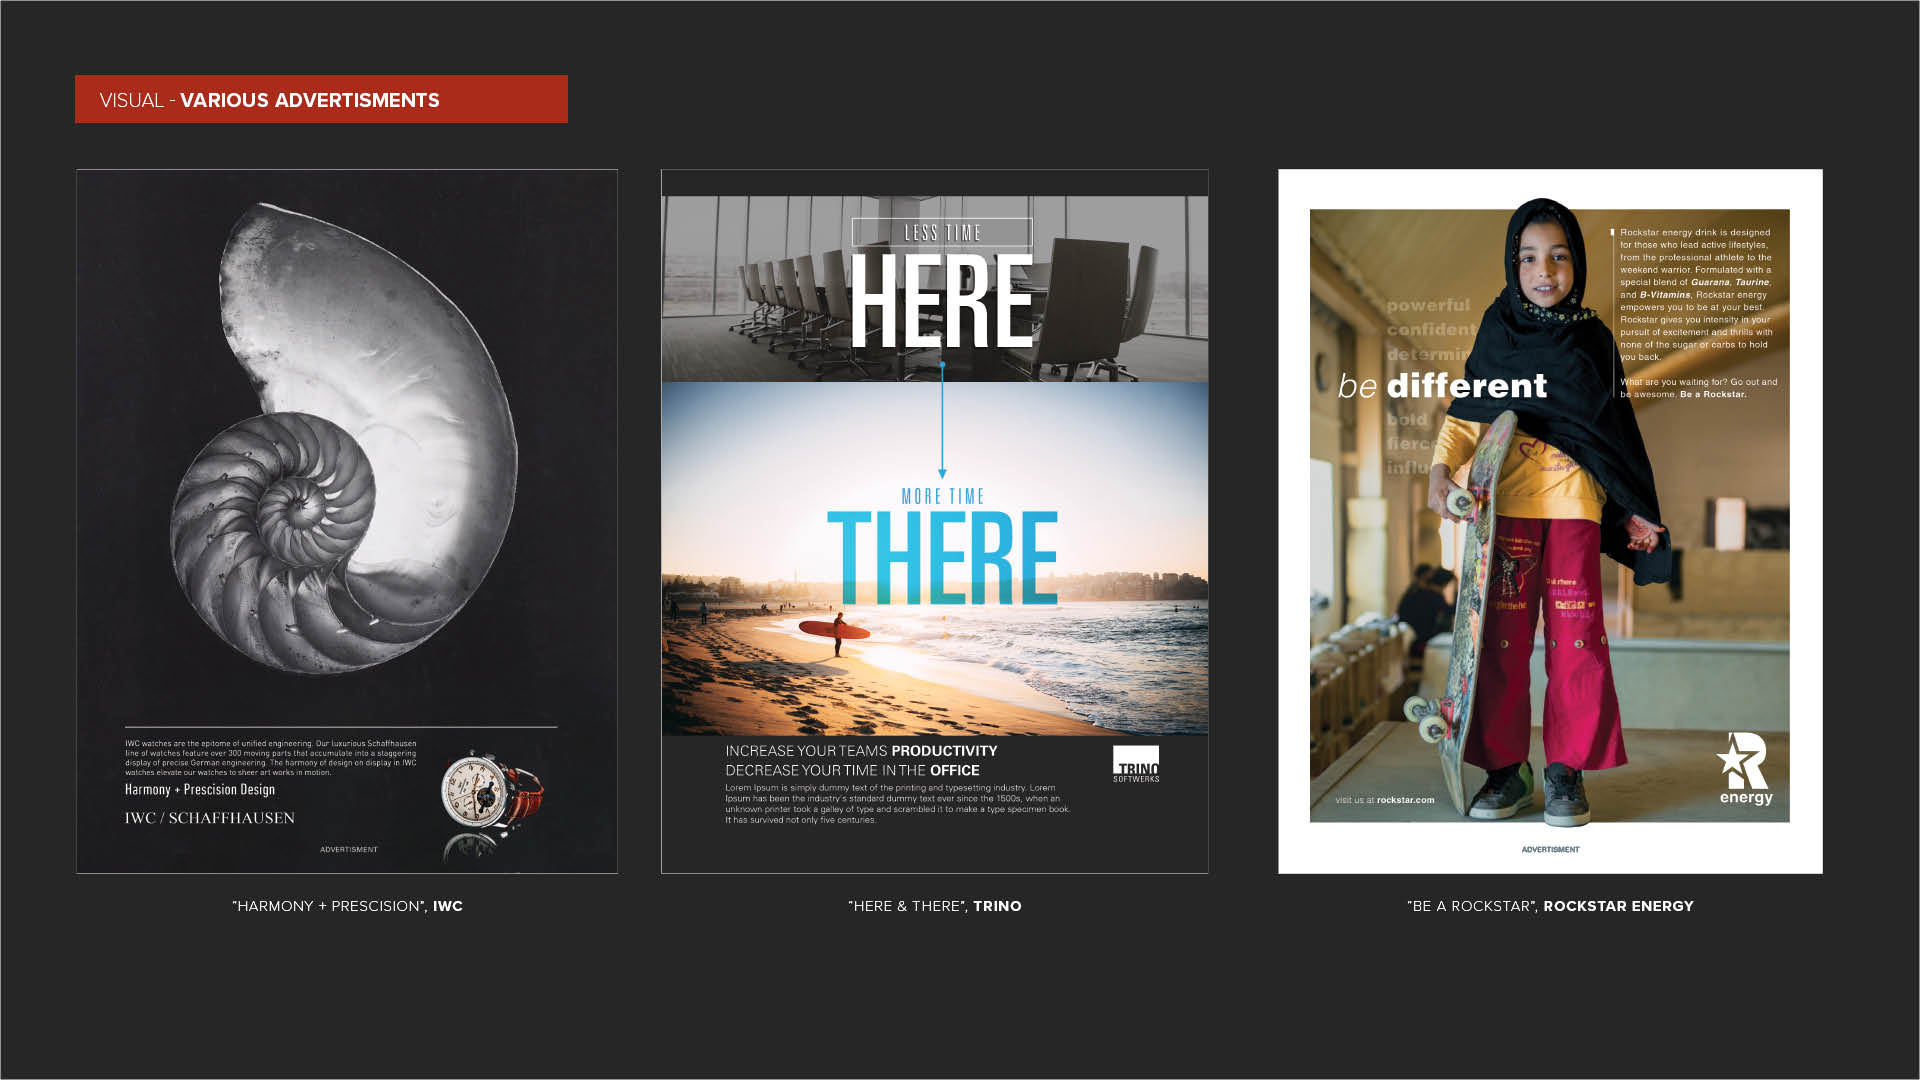 VISUAL - VARIOUS ADVERTISMENTS
IWC watches are the epitome of unified engineering. Our luxurious Schaffhausen
line of watches feature over 300 moving parts that accumulate into a staggering
display of precise German engineering. The harmony of design on display in IWC
watches elevate our watches to sheer art works in motion.
Harmony + Prescision Design
IWC / SCHAFFHAUSEN
ADVERTISMENT
"HARMONY + PRESCISION", IWC
LESS TIME
HERE
MORE TIME
THERE
INCREASE YOUR TEAMS PRODUCTIVITY
DECREASE YOUR TIME IN THE OFFICE
Lorem Ipsum is simply dummy text of the printing and typesetting industry. Lorem
Ipsum has been the industry's standard dummy text ever since the 1500s, when an
unknown printer took a galley of type and scrambled it to make a type specimen book.
It has survived not only five centuries.
TRINO
SOFTWERKS
"HERE & THERE", TRINO
powerful
confident
determin
be different
bold
fierce
influ
Rockstar energy drink is designed
for those who lead active lifestyles,
from the professional athlete to the
weekend warrior. Formulated with a
special blend of Guarana, Taurine,
and B-Vitamins, Rockstar energy
empowers you to be at your best.
Rockstar gives you intensity in your
pursuit of excitement and thrills with
none of the sugar or carbs to hold
you back.
What are you waiting for? Go out and
be awesome. Be a Rockstar.
visit us at rockstar.com
R
energy
ADVERTISMENT
"BE A ROCKSTAR", ROCKSTAR ENERGY